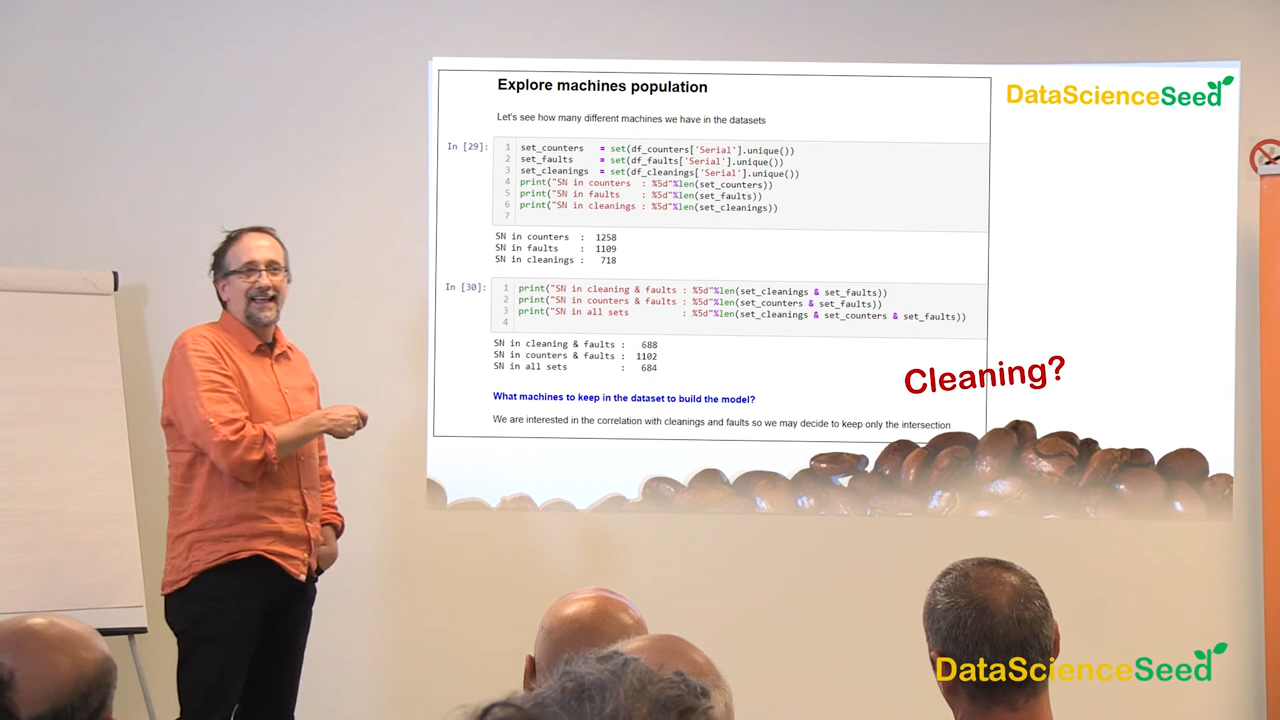 Explore machines population
DataScienceSeed
Let's see how many different machines we have in the datasets
In [29]:
1 set_counters = set(df_counters['Serial'].unique())
2 set_faults = set(df_faults['Serial'].unique())
3 set_cleanings = set(df_cleanings['Serial'].unique())
4 print("SN in counters : %5d"%len(set_counters))
5 print("SN in faults : %5d"%len(set_faults))
6 print("SN in cleanings : %5d"%len(set_cleanings))
7
SN in counters : 1258
SN in faults : 1109
SN in cleanings : 718
In [30]:
1 print("SN in cleaning & faults : %5d"%len(set_cleanings & set_faults))
2 print("SN in counters & faults : %5d"%len(set_counters & set_faults))
3 print("SN in all sets : %5d"%len(set_cleanings & set_counters & set_faults))
4
SN in cleaning & faults : 688
SN in counters & faults : 1102
SN in all sets : 684
Cleaning?
What machines to keep in the dataset to build the model?
We are interested in the correlation with cleanings and faults so we may decide to keep only the intersection
DataScienceSeed